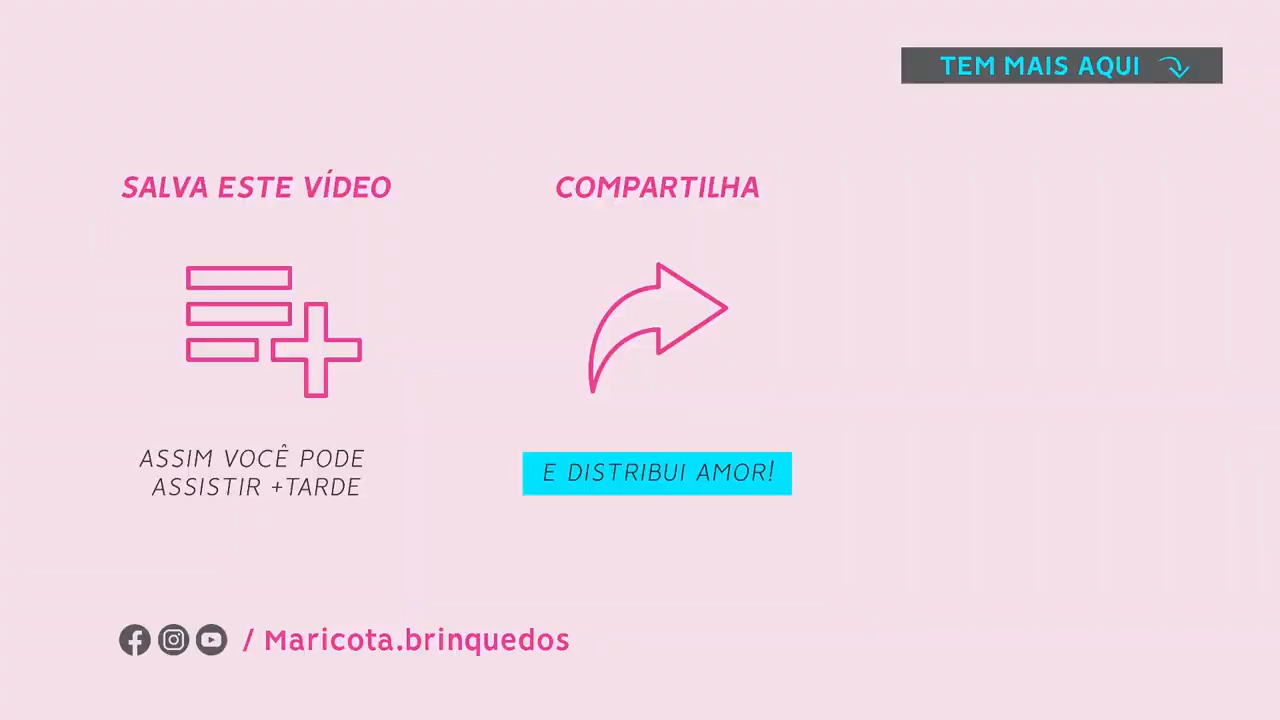 TEM MAIS AQUI
SALVA ESTE VÍDEO
COMPARTILHA
ASSIM VOCÊ PODE
ASSISTIR +TARDE
E DISTRIBUI AMOR!
/ Maricota.brinquedos